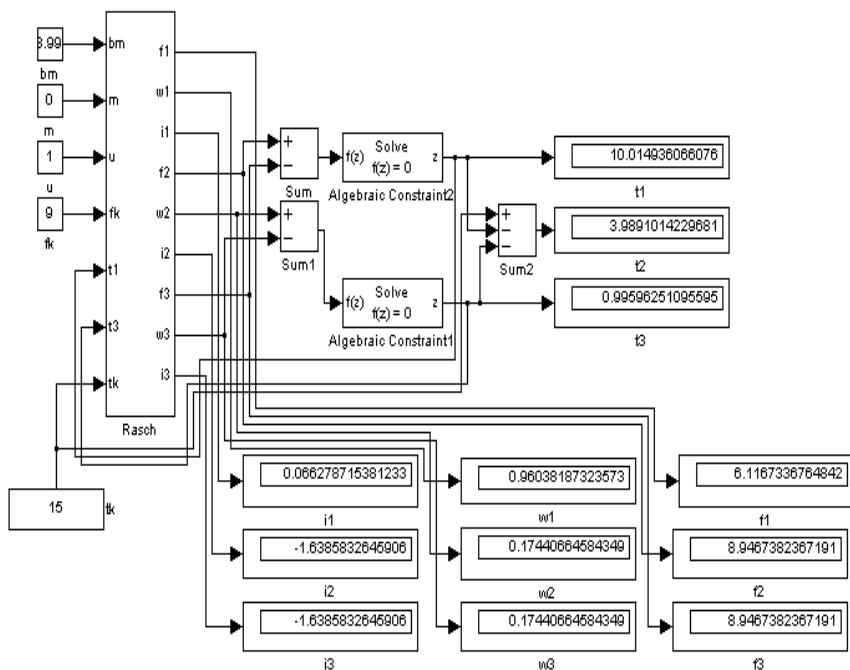 8.99
bm
0
m
1
u
9
fk
bm
m
u
fk
t1
t3
tk
f1
w1
i1
f2
w2
i2
f3
w3
i3
Rasch
15
tk
+
−
Sum
+
−
Sum1
f(z)
Solve
f(z) = 0
z
Algebraic Constraint2
f(z)
Solve
f(z) = 0
z
Algebraic Constraint1
+
−
−
Sum2
10.014936066076
t1
3.9891014229681
t2
0.99596251095595
t3
0.066278715381233
i1
0.96038187323573
w1
6.1167336764842
f1
-1.6385832645906
i2
0.17440664584349
w2
8.9467382367191
f2
-1.6385832645906
i3
0.17440664584349
w3
8.9467382367191
f3